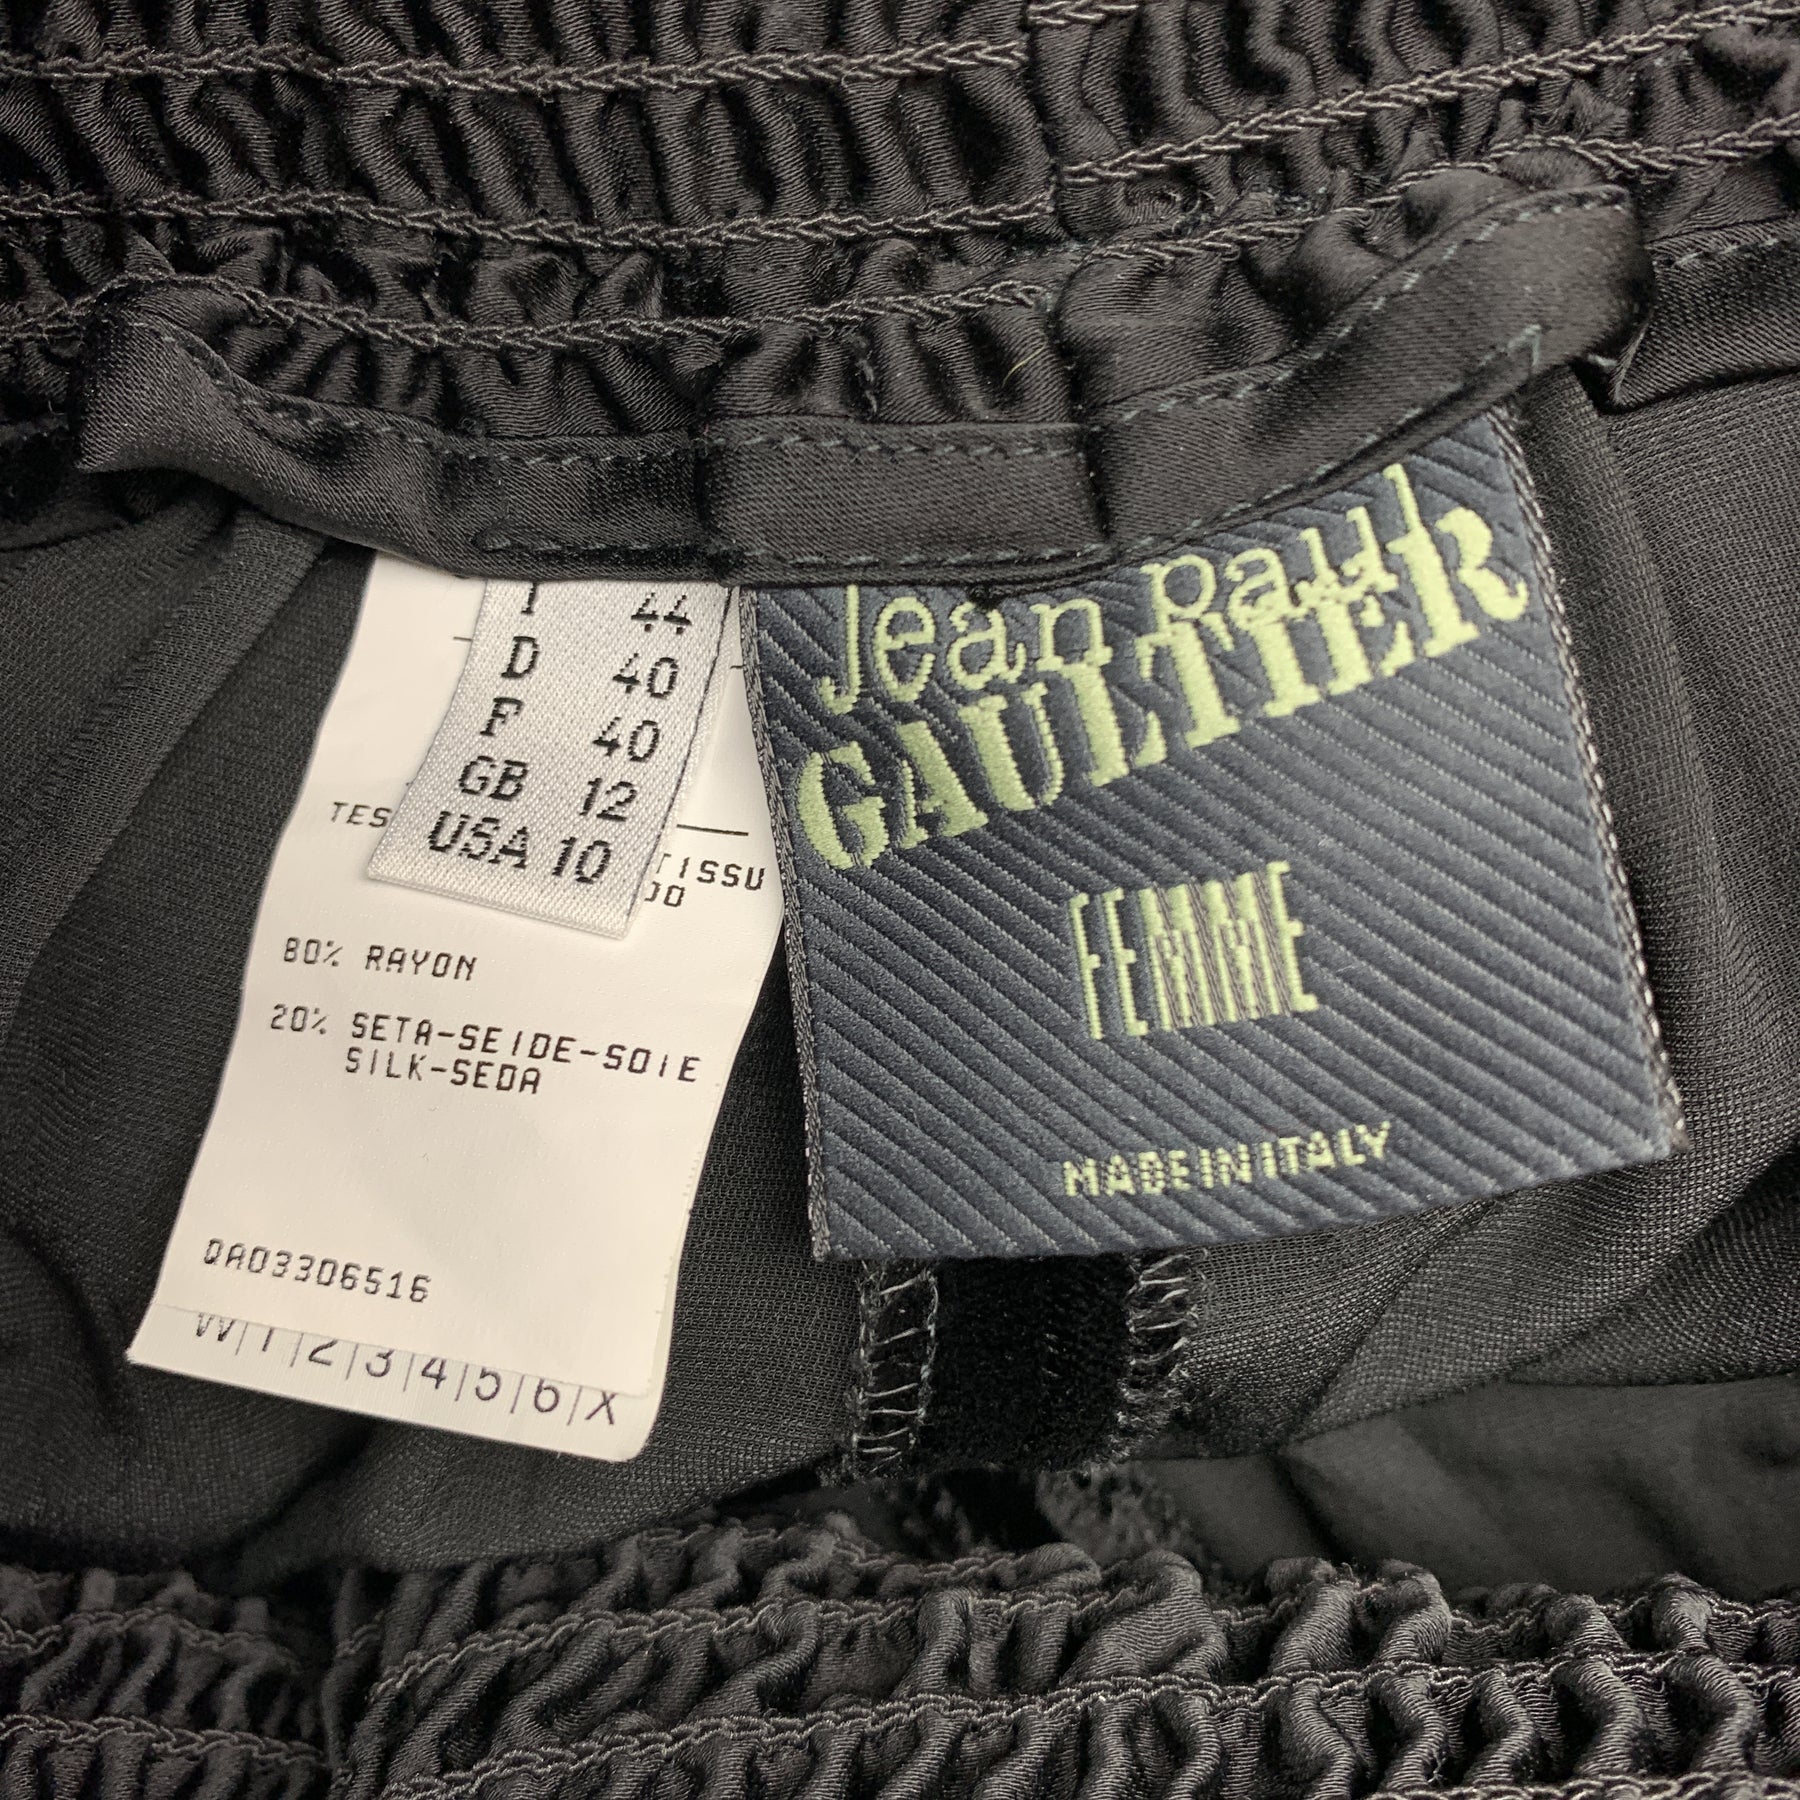 I 44
D 40
F 40
GB 12
USA 10
80% RAYON
20% SETA-SEIDE-SOIE
SILK-SEDA
QA03306516
W|1|2|3|4|5|6|X
Jean Paul
GAULTIER
FEMME
MADE IN ITALY